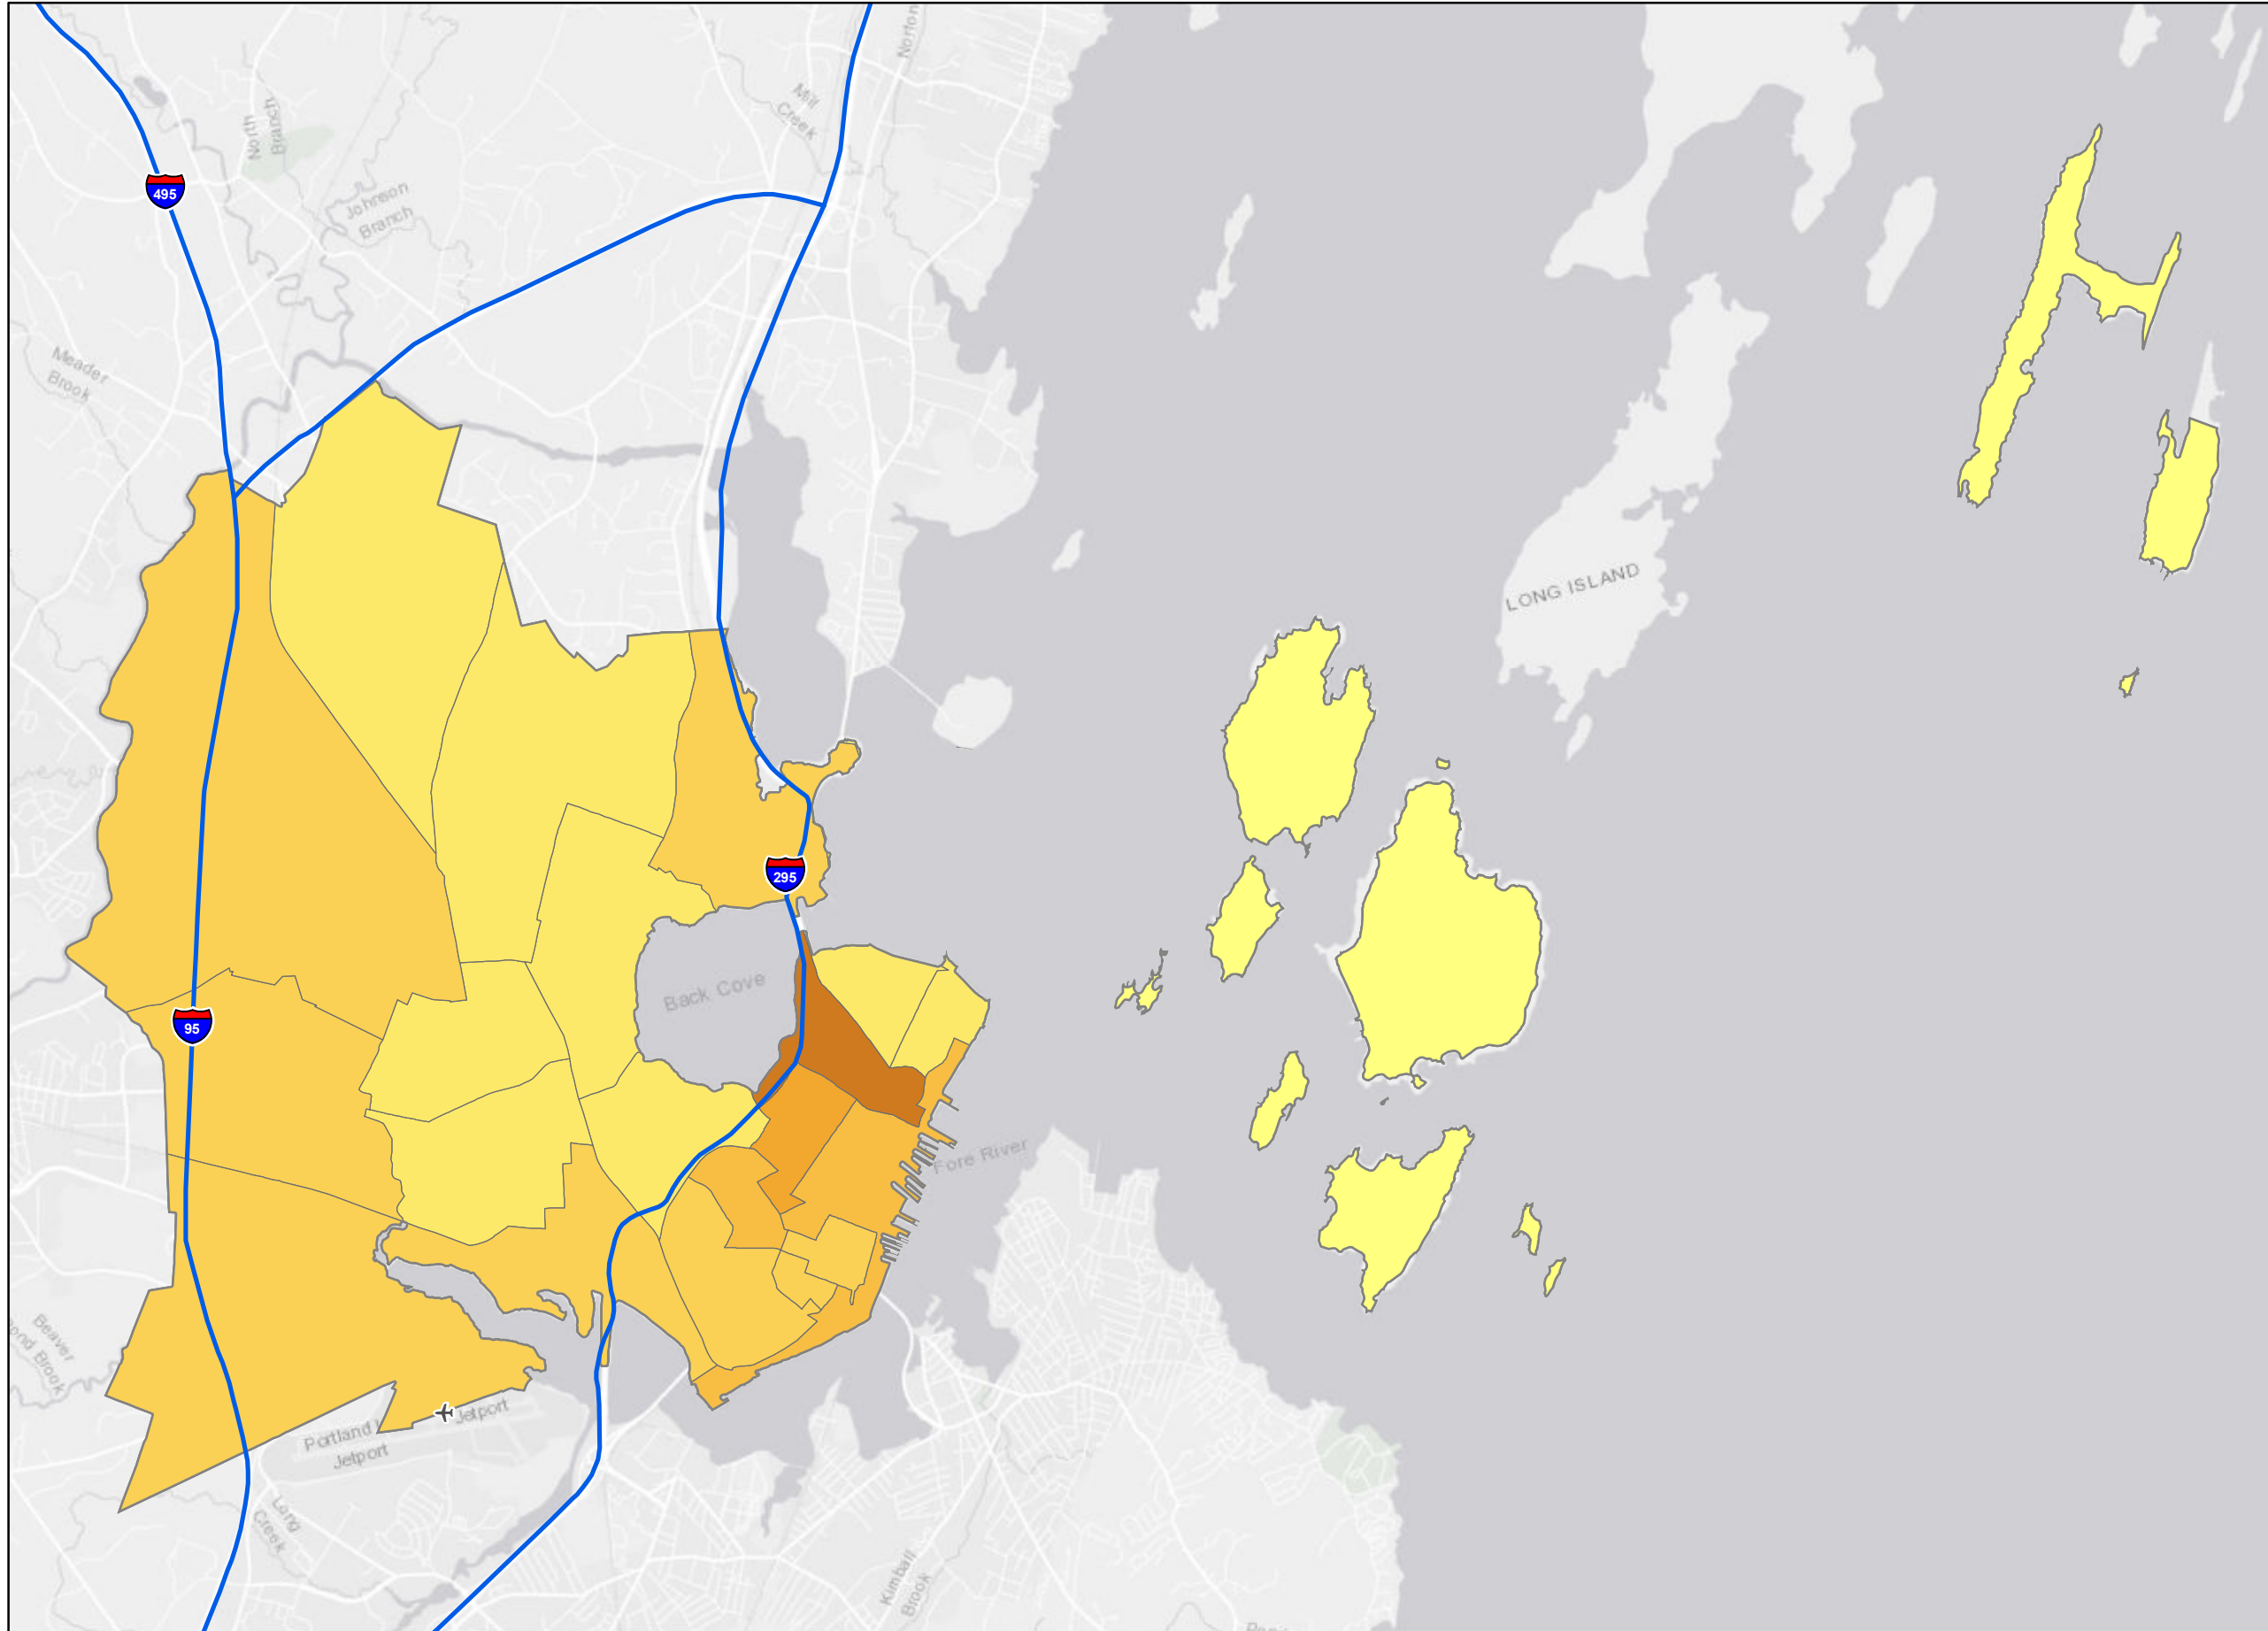 Norton
Mill
Creek
North
Branch
495
Johnson
Branch
Meader
Brook
LONG ISLAND
295
Back Cove
95
Fore River
Beaver
ond Brook
Jetport
Portland I
Jetport
Long
Creek
Kimball
Brook